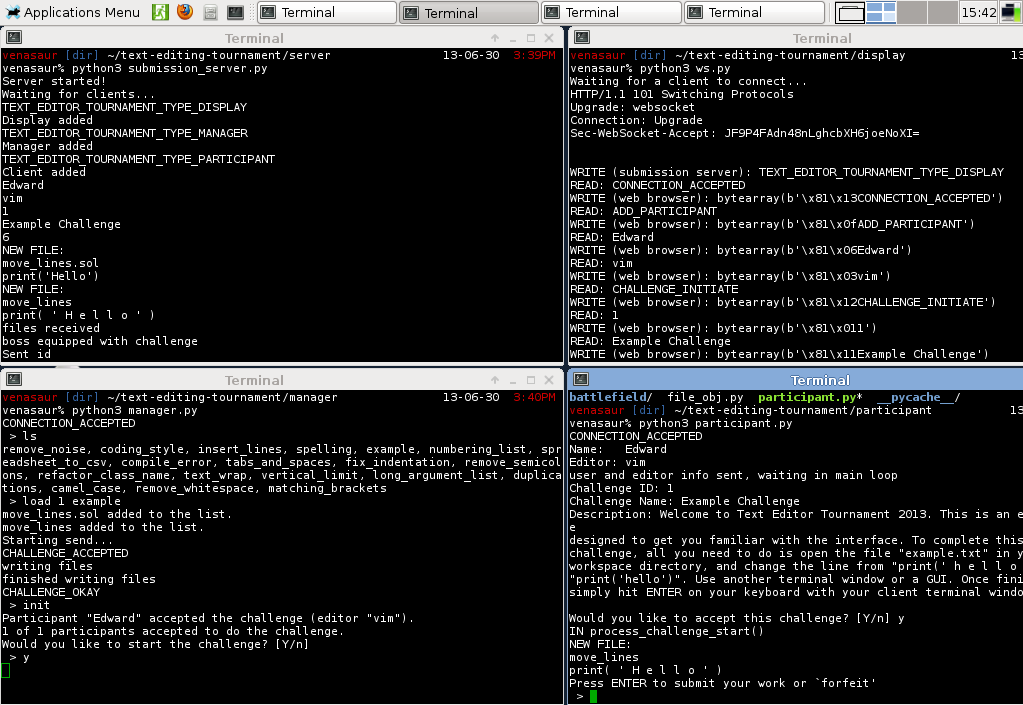 Applications Menu
Terminal
Terminal
Terminal
Terminal
15:42
Terminal
venasaur [dir] ~/text-editing-tournament/server 13-06-30 3:39PM
venasaur% python3 submission_server.py
Server started!
Waiting for clients...
TEXT_EDITOR_TOURNAMENT_TYPE_DISPLAY
Display added
TEXT_EDITOR_TOURNAMENT_TYPE_MANAGER
Manager added
TEXT_EDITOR_TOURNAMENT_TYPE_PARTICIPANT
Client added
Edward
vim
1
Example Challenge
6
NEW FILE:
move_lines.sol
print('Hello')
NEW FILE:
move_lines
print( ' H e l l o ' )
files received
boss equipped with challenge
Sent id
Terminal
venasaur [dir] ~/text-editing-tournament/display 13
venasaur% python3 ws.py
Waiting for a client to connect...
HTTP/1.1 101 Switching Protocols
Upgrade: websocket
Connection: Upgrade
Sec-WebSocket-Accept: JF9P4FAdn48nLghcbXH6joeNoXI=
WRITE (submission server): TEXT_EDITOR_TOURNAMENT_TYPE_DISPLAY
READ: CONNECTION_ACCEPTED
WRITE (web browser): bytearray(b'\x81\x13CONNECTION_ACCEPTED')
READ: ADD_PARTICIPANT
WRITE (web browser): bytearray(b'\x81\x0fADD_PARTICIPANT')
READ: Edward
WRITE (web browser): bytearray(b'\x81\x06Edward')
READ: vim
WRITE (web browser): bytearray(b'\x81\x03vim')
READ: CHALLENGE_INITIATE
WRITE (web browser): bytearray(b'\x81\x12CHALLENGE_INITIATE')
READ: 1
WRITE (web browser): bytearray(b'\x81\x011')
READ: Example Challenge
WRITE (web browser): bytearray(b'\x81\x11Example Challenge')
Terminal
venasaur [dir] ~/text-editing-tournament/manager 13-06-30 3:40PM
venasaur% python3 manager.py
CONNECTION_ACCEPTED
 > ls
remove_noise, coding_style, insert_lines, spelling, example, numbering_list, spr
eadsheet_to_csv, compile_error, tabs_and_spaces, fix_indentation, remove_semicol
ons, refactor_class_name, text_wrap, vertical_limit, long_argument_list, duplica
tions, camel_case, remove_whitespace, matching_brackets
 > load 1 example
move_lines.sol added to the list.
move_lines added to the list.
Starting send...
CHALLENGE_ACCEPTED
writing files
finished writing files
CHALLENGE_OKAY
 > init
Participant "Edward" accepted the challenge (editor "vim").
1 of 1 participants accepted to do the challenge.
Would you like to start the challenge? [Y/n]
 > y
Terminal
battlefield/ file_obj.py participant.py* __pycache__/
venasaur [dir] ~/text-editing-tournament/participant 13
venasaur% python3 participant.py
CONNECTION_ACCEPTED
Name: Edward
Editor: vim
user and editor info sent, waiting in main loop
Challenge ID: 1
Challenge Name: Example Challenge
Description: Welcome to Text Editor Tournament 2013. This is an e
e
designed to get you familiar with the interface. To complete this
challenge, all you need to do is open the file "example.txt" in y
workspace directory, and change the line from "print(' h e l l o
"print('hello')". Use another terminal window or a GUI. Once fini
simply hit ENTER on your keyboard with your client terminal windo
Would you like to accept this challenge? [Y/n] y
IN process_challenge_start()
NEW FILE:
move_lines
print( ' H e l l o ' )
Press ENTER to submit your work or `forfeit'
 >